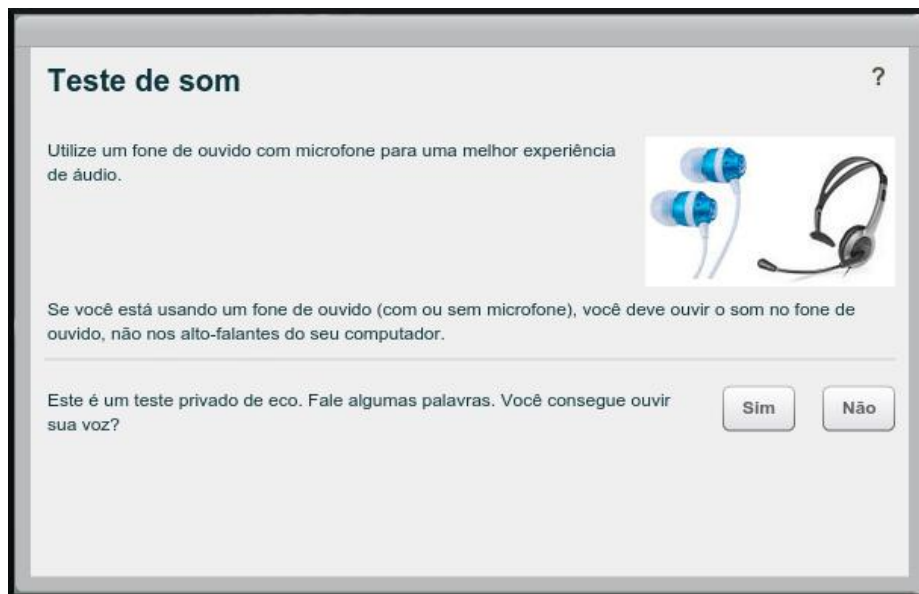 Teste de som
?
Utilize um fone de ouvido com microfone para uma melhor experiência
de áudio.
Se você está usando um fone de ouvido (com ou sem microfone), você deve ouvir o som no fone de
ouvido, não nos alto-falantes do seu computador.
Este é um teste privado de eco. Fale algumas palavras. Você consegue ouvir
sua voz?
Sim
Não